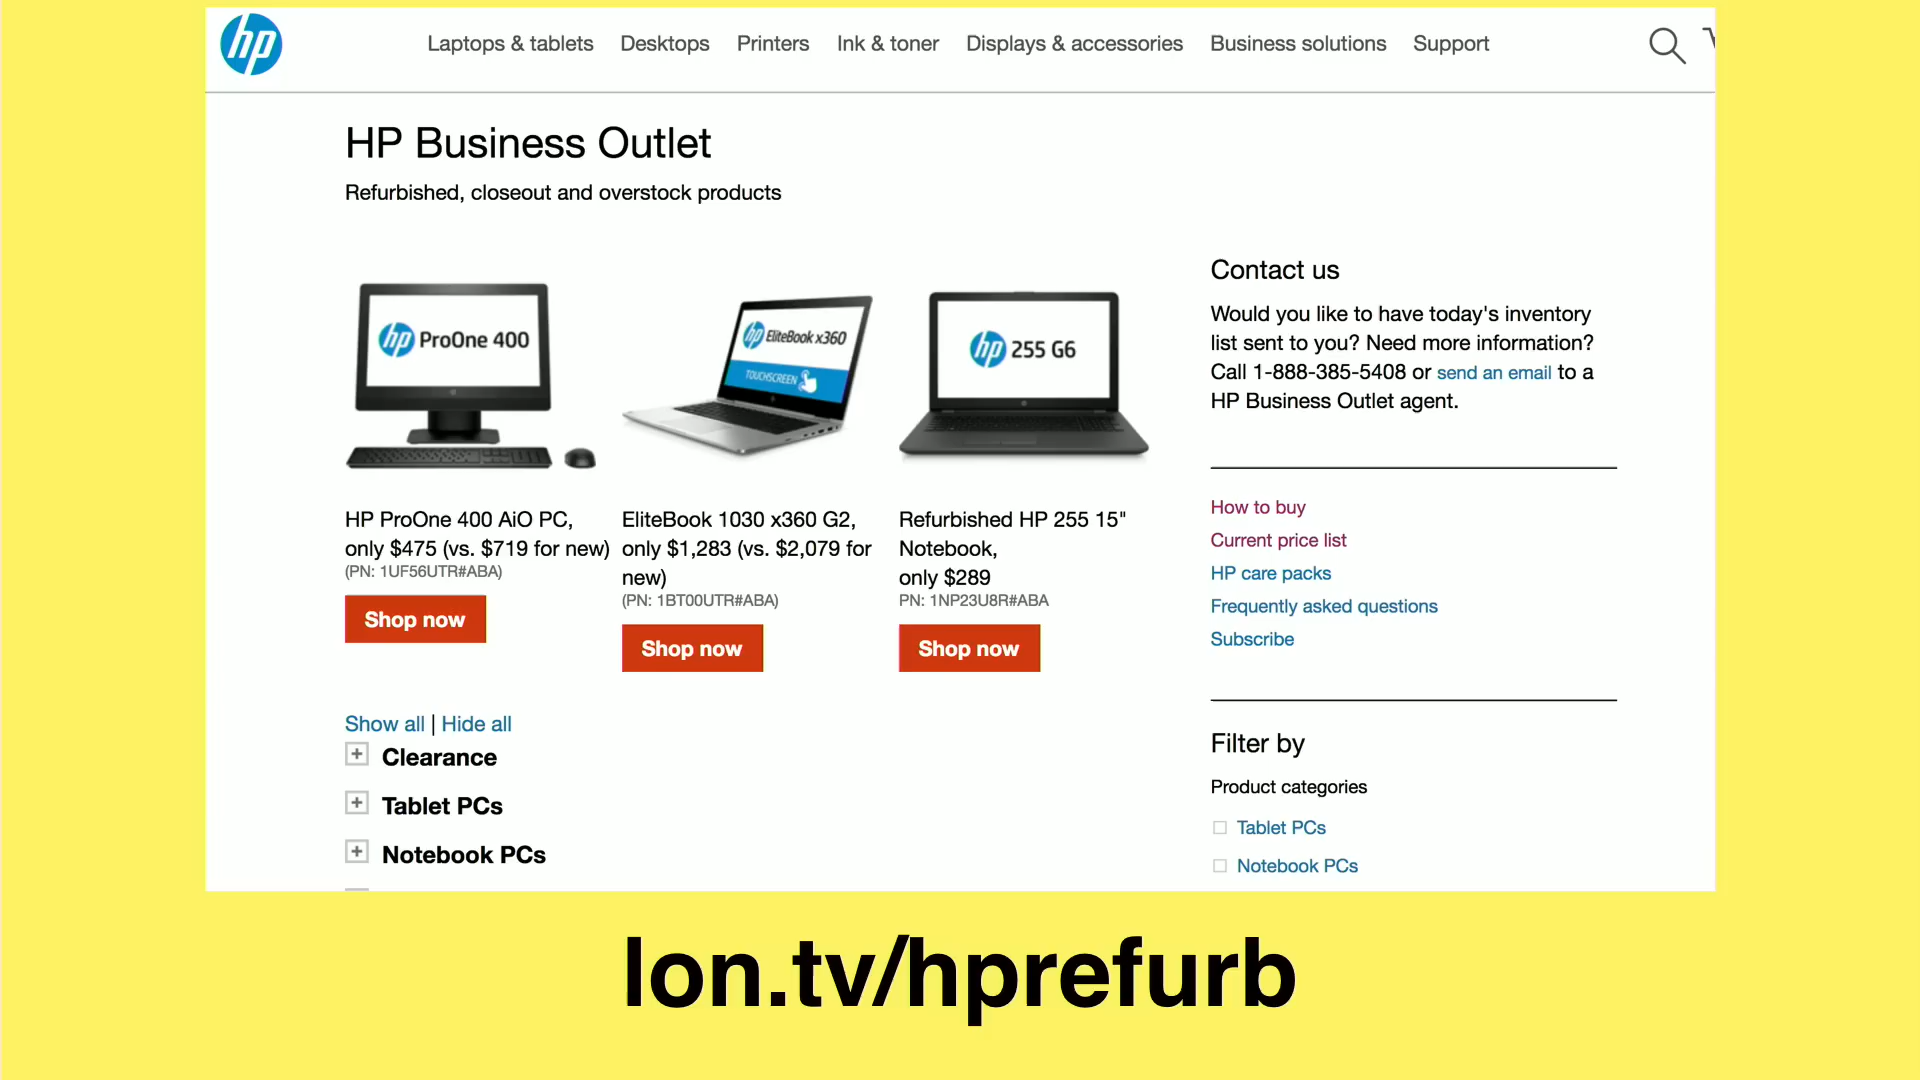 hp
Laptops & tablets
Desktops
Printers
Ink & toner
Displays & accessories
Business solutions
Support
HP Business Outlet
Refurbished, closeout and overstock products
hp ProOne 400
hp EliteBook x360
TOUCHSCREEN
hp 255 G6
HP ProOne 400 AiO PC,
only $475 (vs. $719 for new)
(PN: 1UF56UTR#ABA)
Shop now
EliteBook 1030 x360 G2,
only $1,283 (vs. $2,079 for
new)
(PN: 1BT00UTR#ABA)
Shop now
Refurbished HP 255 15"
Notebook,
only $289
PN: 1NP23U8R#ABA
Shop now
Show all | Hide all
Clearance
Tablet PCs
Notebook PCs
Contact us
Would you like to have today's inventory
list sent to you? Need more information?
Call 1-888-385-5408 or send an email to a
HP Business Outlet agent.
How to buy
Current price list
HP care packs
Frequently asked questions
Subscribe
Filter by
Product categories
Tablet PCs
Notebook PCs
lon.tv/hprefurb